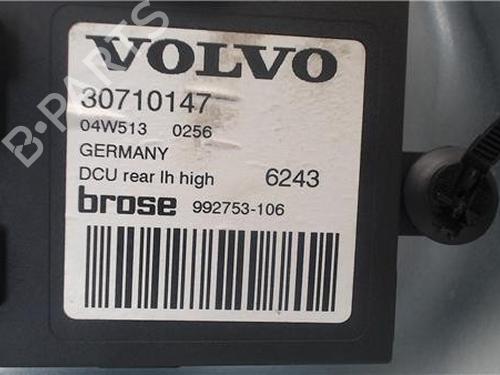 VOLVO
30710147
04W513 0256
GERMANY
DCU rear lh high 6243
brose 992753-106
B-PARTS